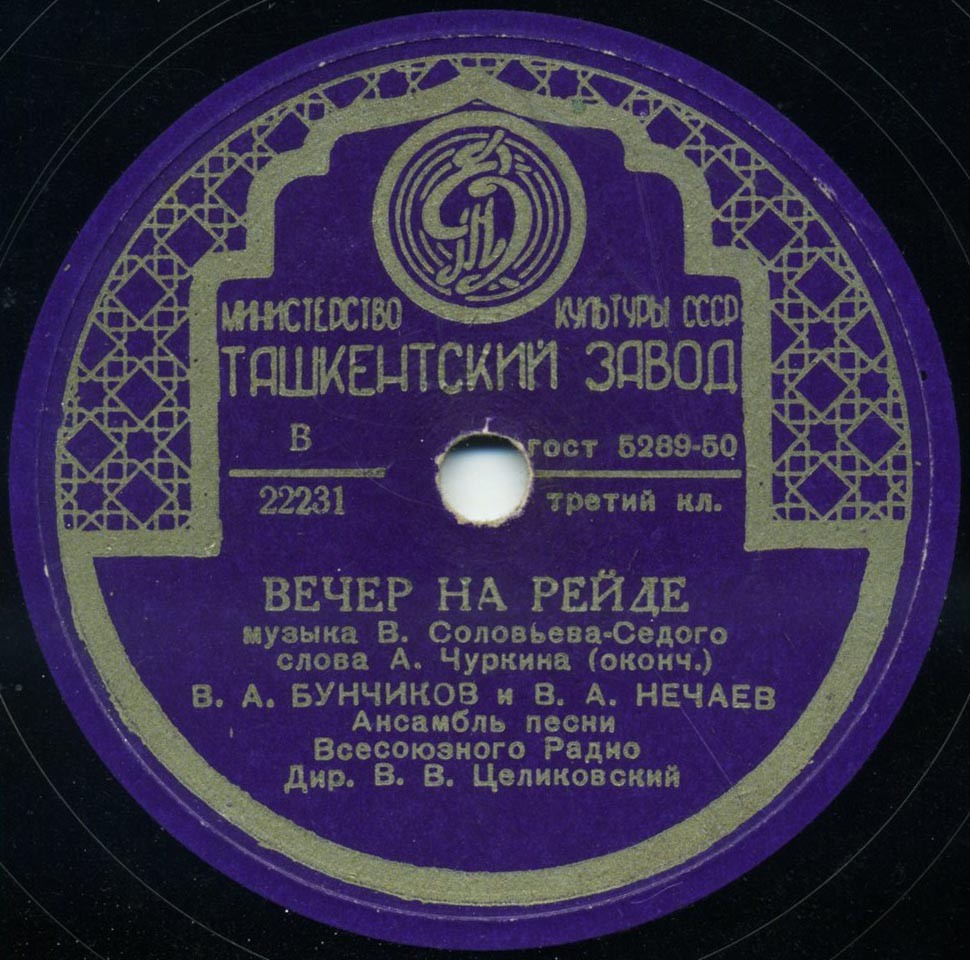 МИНИСТЕРСТВО КУЛЬТУРЫ СССР
ТАШКЕНТСКИЙ ЗАВОД
В
гост 5289-50
22231
третий кл.
ВЕЧЕР НА РЕЙДЕ
музыка В. Соловьева-Седого
слова А. Чуркина (оконч.)
В. А. БУНЧИКОВ и В. А. НЕЧАЕВ
Ансамбль песни
Всесоюзного Радио
Дир. В. В. Целиковский